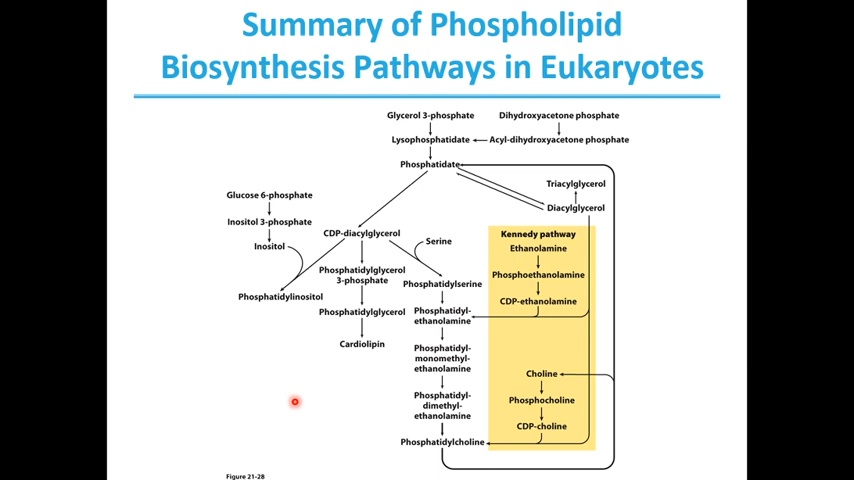 Summary of Phospholipid
Biosynthesis Pathways in Eukaryotes
Glycerol 3-phosphate
Dihydroxyacetone phosphate
Lysophosphatidate
Acyl-dihydroxyacetone phosphate
Phosphatidate
Triacylglycerol
Diacylglycerol
Glucose 6-phosphate
Inositol 3-phosphate
Inositol
Phosphatidylinositol
CDP-diacylglycerol
Phosphatidylglycerol
3-phosphate
Phosphatidylglycerol
Cardiolipin
Serine
Phosphatidylserine
Phosphatidyl-
ethanolamine
Phosphatidyl-
monomethyl-
ethanolamine
Phosphatidyl-
dimethyl-
ethanolamine
Phosphatidylcholine
Kennedy pathway
Ethanolamine
Phosphoethanolamine
CDP-ethanolamine
Choline
Phosphocholine
CDP-choline
Figure 21-28